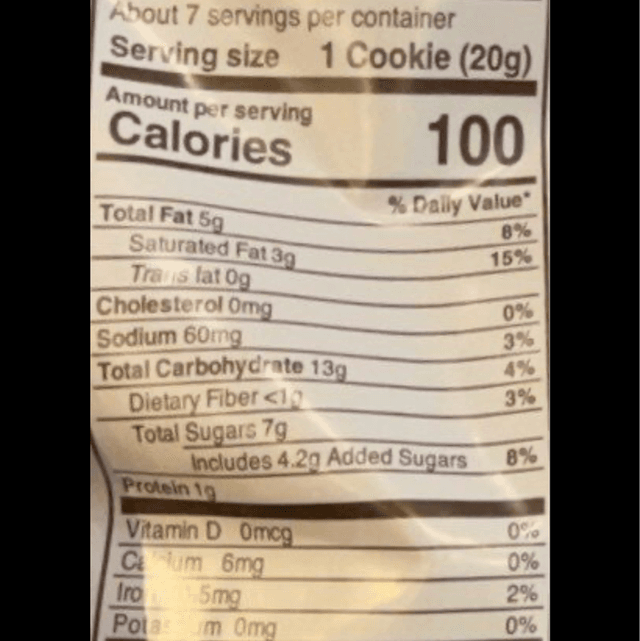 About 7 servings per container
Serving size 1 Cookie (20g)
Amount per serving
Calories 100
% Daily Value*
Total Fat 5g 8%
Saturated Fat 3g 15%
Trans fat 0g
Cholesterol 0mg 0%
Sodium 60mg 3%
Total Carbohydrate 13g 4%
Dietary Fiber <1g 3%
Total Sugars 7g
Includes 4.2g Added Sugars 8%
Protein 1g
Vitamin D 0mcg 0%
Calcium 6mg 0%
Iron 2%
Potassium 0mg 0%